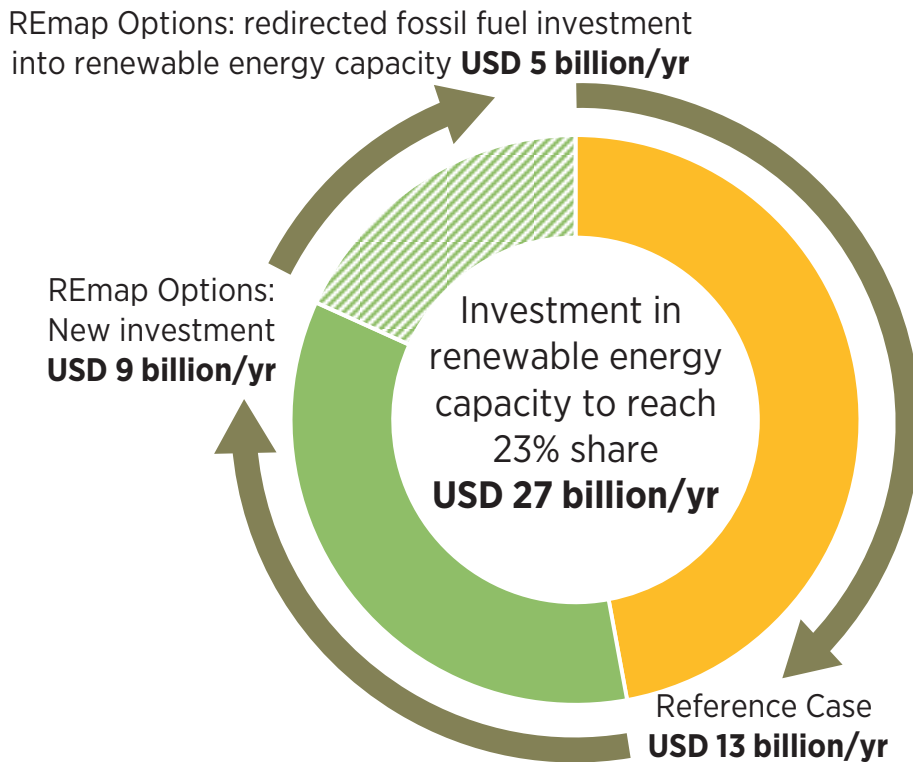 REmap Options: redirected fossil fuel investment
into renewable energy capacity USD 5 billion/yr
REmap Options:
New investment
USD 9 billion/yr
Investment in
renewable energy
capacity to reach
23% share
USD 27 billion/yr
Reference Case
USD 13 billion/yr